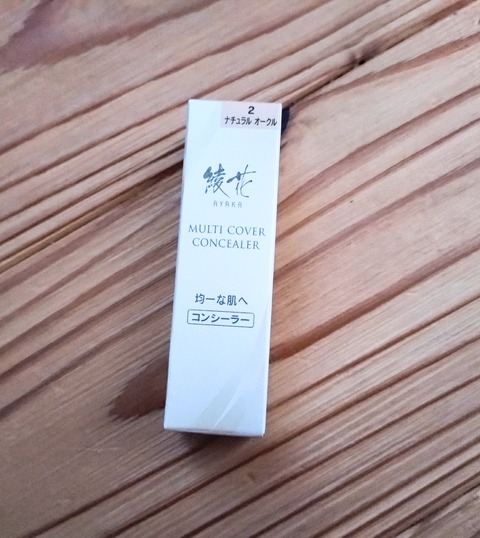 2
ナチュラル オークル
綾花
AYAKA
MULTI COVER
CONCEALER
均一な肌へ
コンシーラー